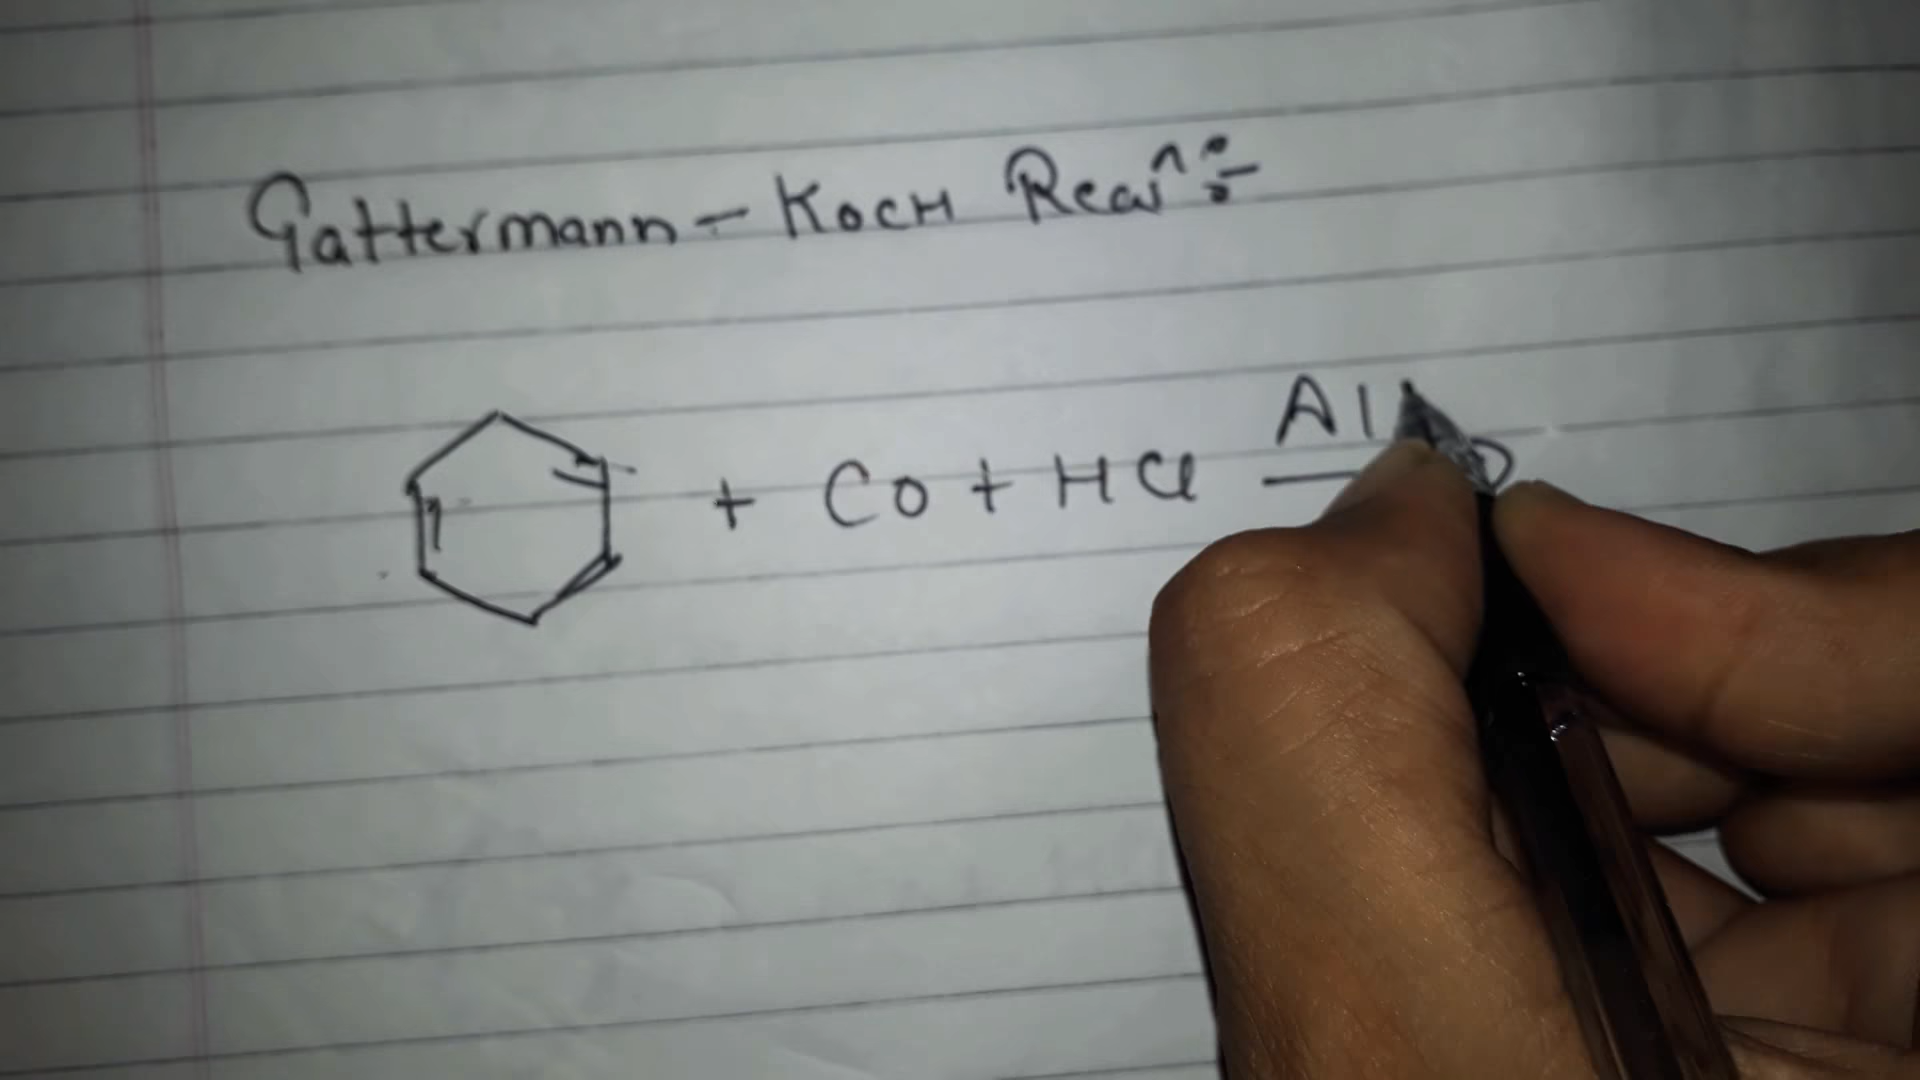 Gattermann - Koch Reaⁿ :-
+ Co + HCl Al